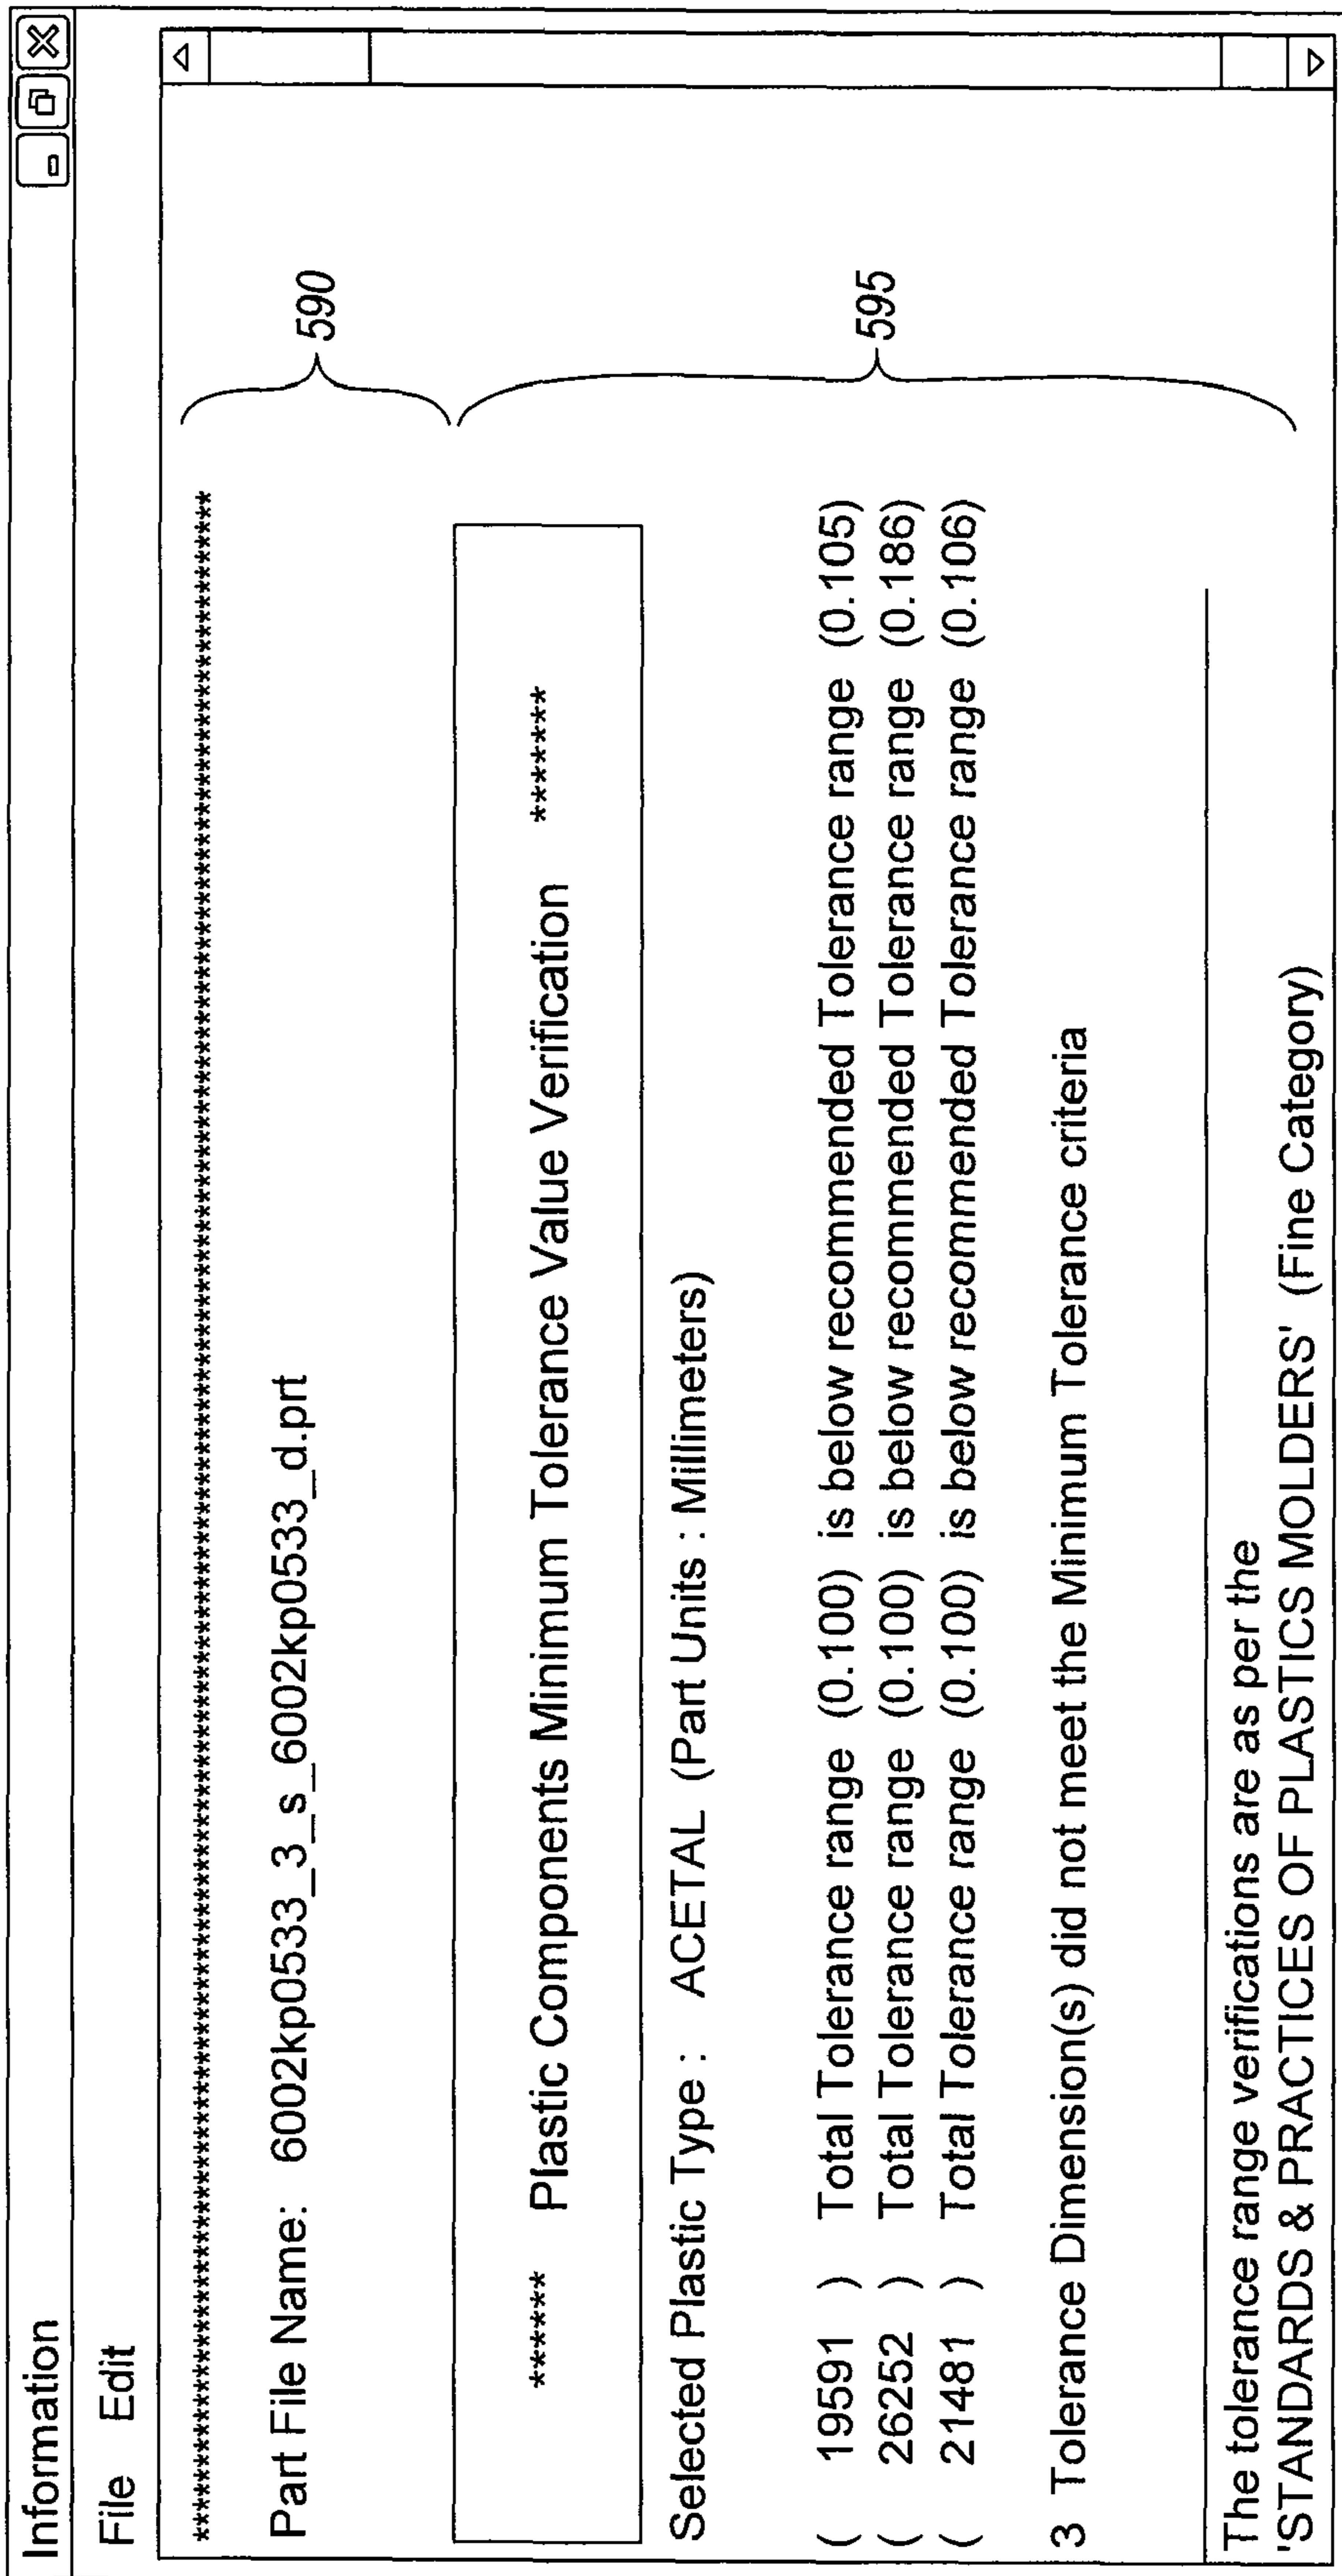 Information
File Edit
******************************************************************************************
Part File Name: 6002kp0533_3_s_6002kp0533_d.prt
590
****** Plastic Components Minimum Tolerance Value Verification *******
Selected Plastic Type : ACETAL (Part Units : Millimeters)
595
( 19591 ) Total Tolerance range (0.100) is below recommended Tolerance range (0.105)
( 26252 ) Total Tolerance range (0.100) is below recommended Tolerance range (0.186)
( 21481 ) Total Tolerance range (0.100) is below recommended Tolerance range (0.106)
3 Tolerance Dimension(s) did not meet the Minimum Tolerance criteria
The tolerance range verifications are as per the
'STANDARDS & PRACTICES OF PLASTICS MOLDERS' (Fine Category)